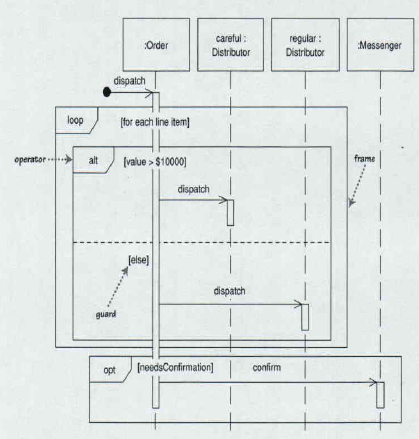 :Order
careful :
Distributor
regular :
Distributor
:Messenger
dispatch
loop
[for each line item]
operator
alt
[value > $10000]
frame
dispatch
[else]
dispatch
guard
opt
[needsConfirmation]
confirm